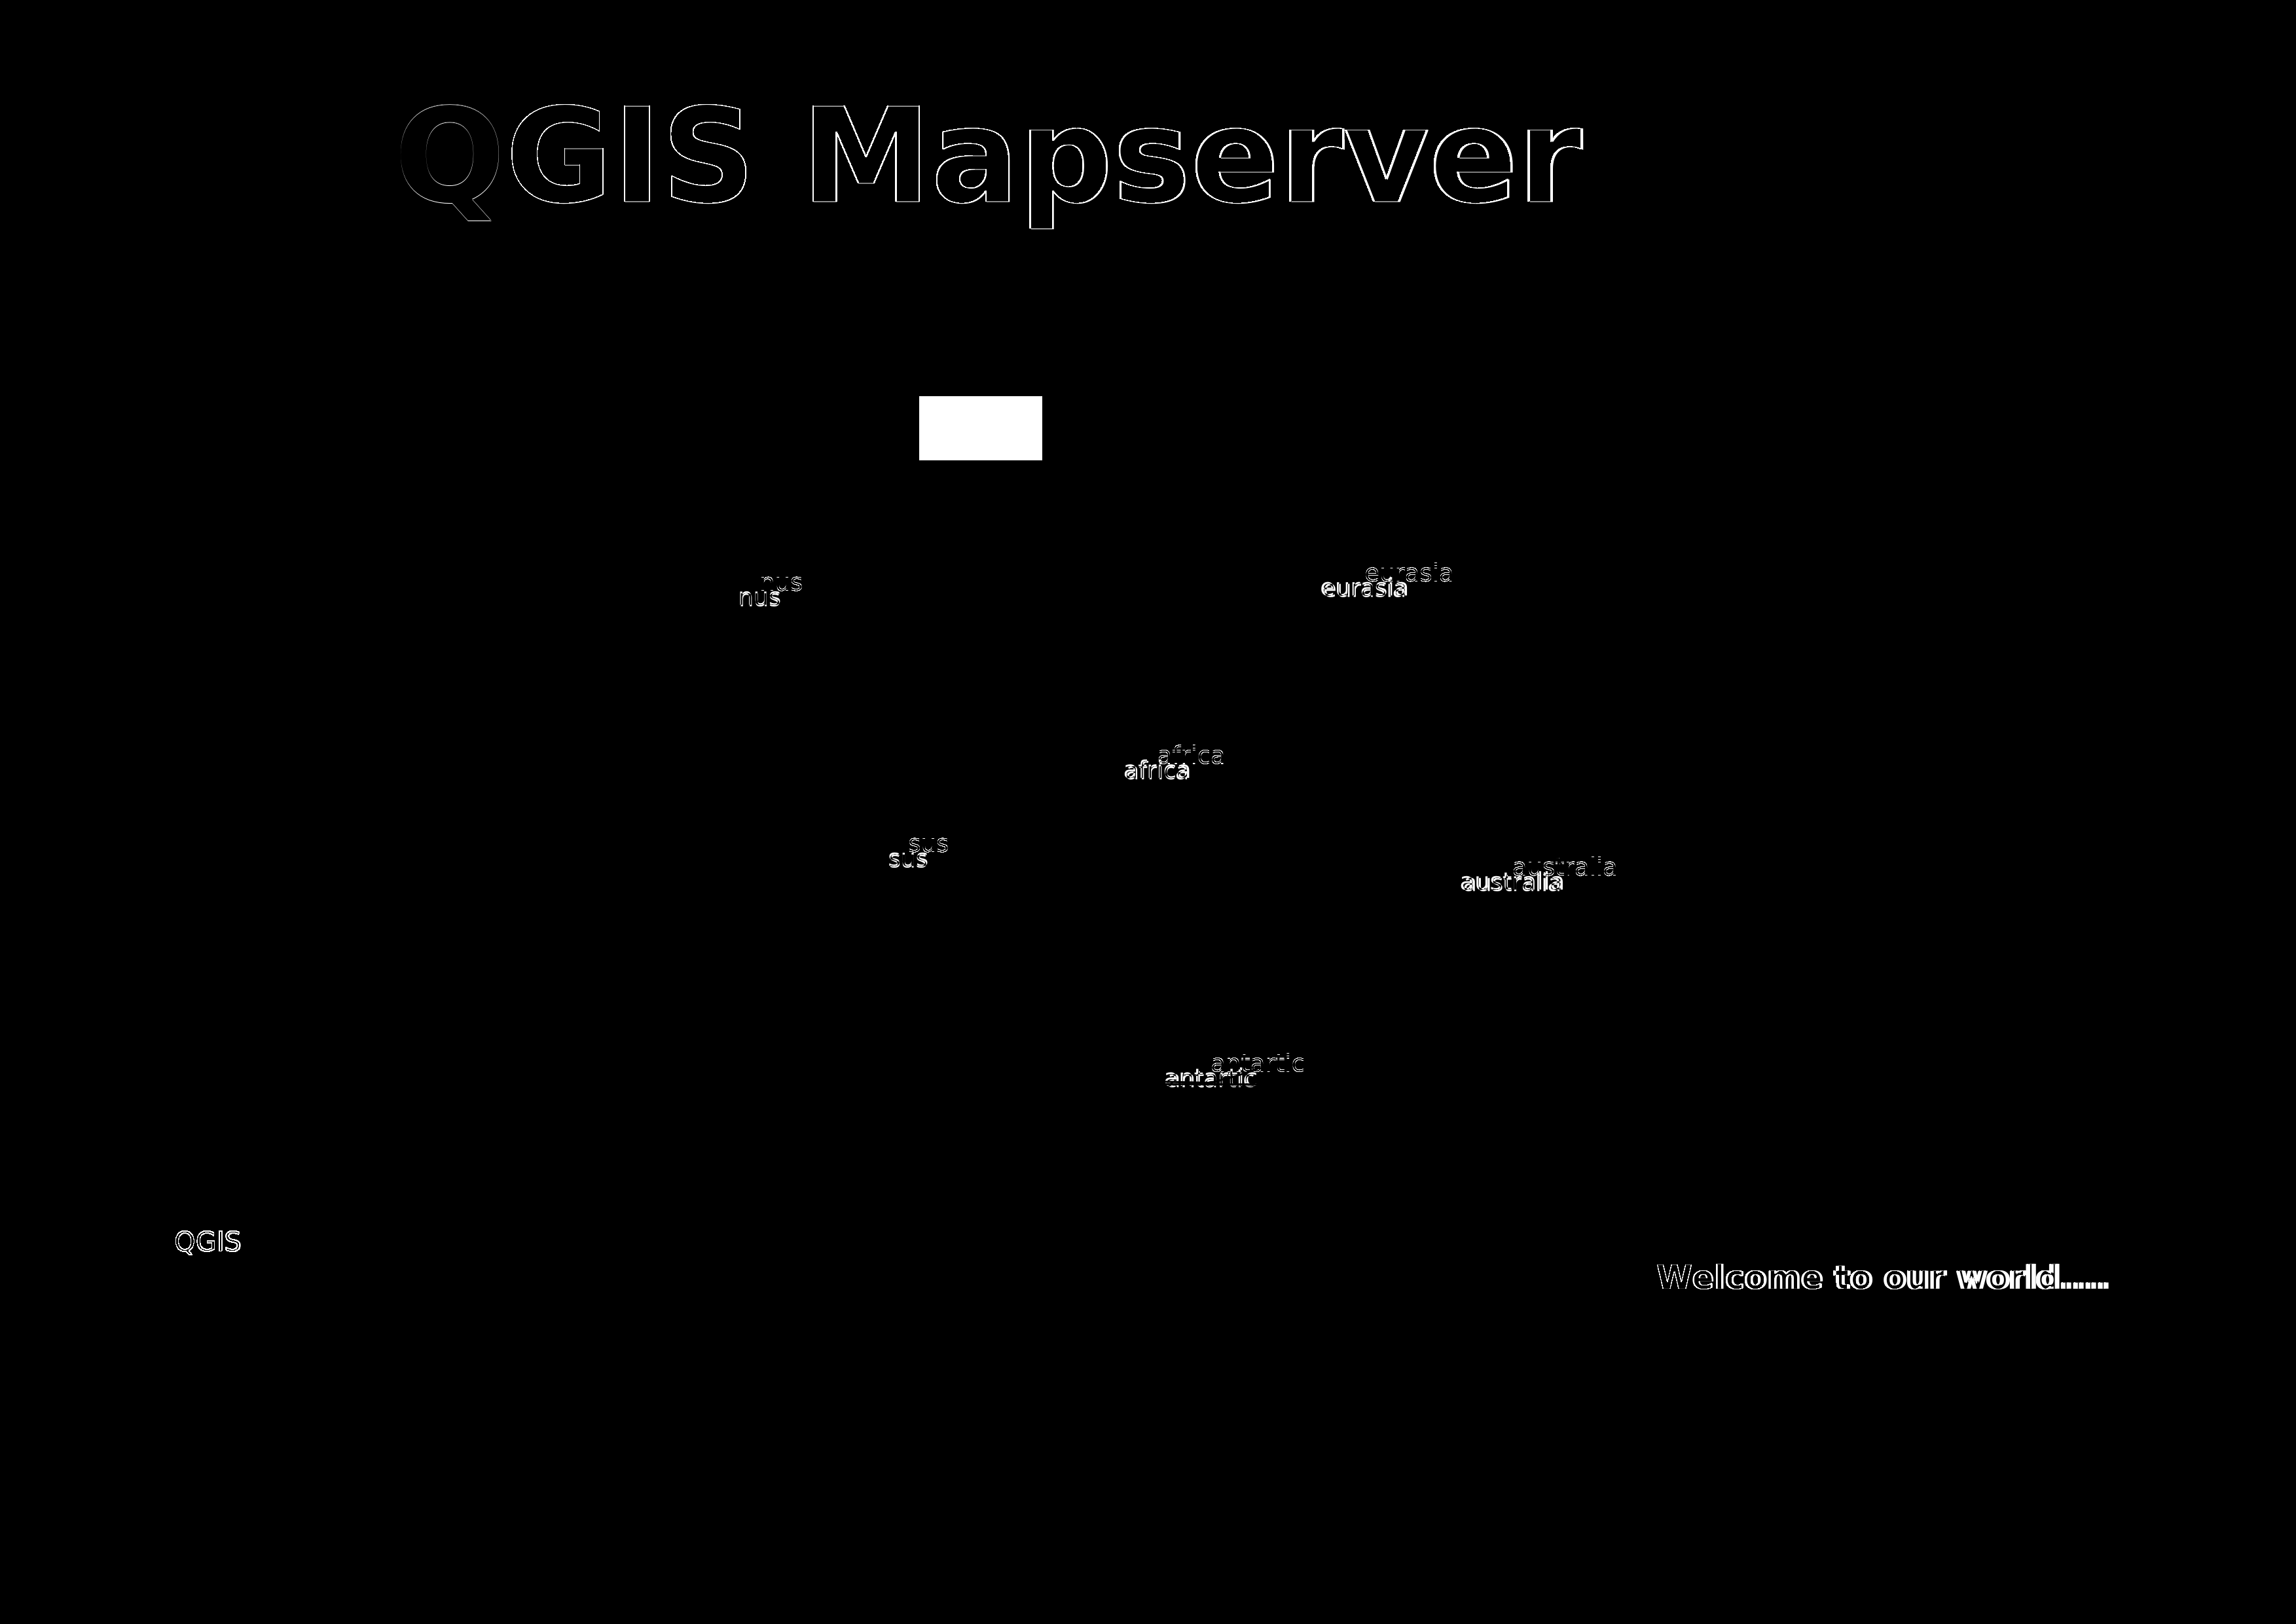 QGIS Mapserver
nus
nus
eurasia
eurasia
africa
africa
sus
sus
australia
australia
antartic
antartic
QGIS
Welcome to our world.......